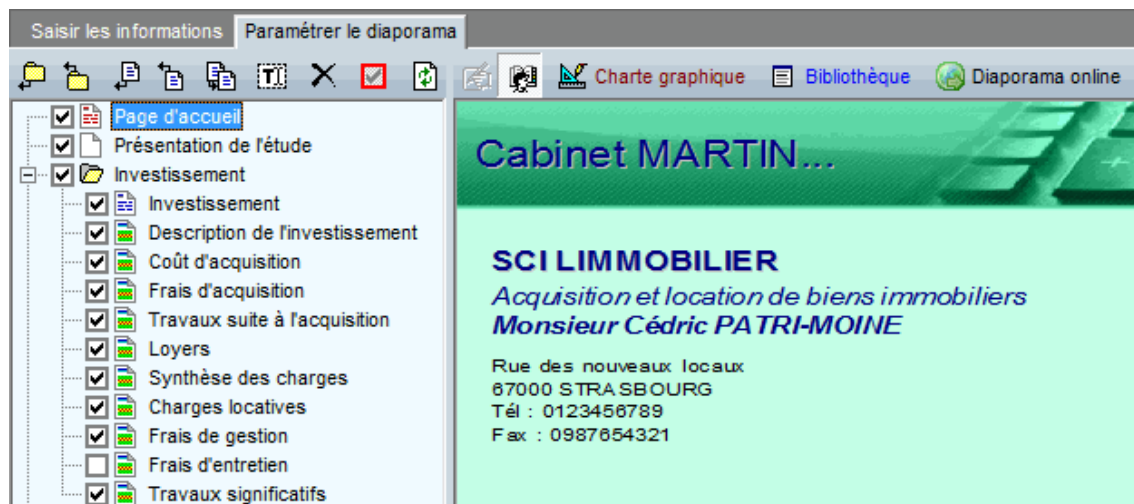 Saisir les informations Paramétrer le diaporama
Charte graphique Bibliothèque Diaporama online
Page d'accueil
Présentation de l'étude
Investissement
Investissement
Description de l'investissement
Coût d'acquisition
Frais d'acquisition
Travaux suite à l'acquisition
Loyers
Synthèse des charges
Charges locatives
Frais de gestion
Frais d'entretien
Travaux significatifs
Cabinet MARTIN...
SCI LIMMOBILIER
Acquisition et location de biens immobiliers
Monsieur Cédric PATRI-MOINE
Rue des nouveaux locaux
67000 STRASBOURG
Tél : 0123456789
Fax : 0987654321